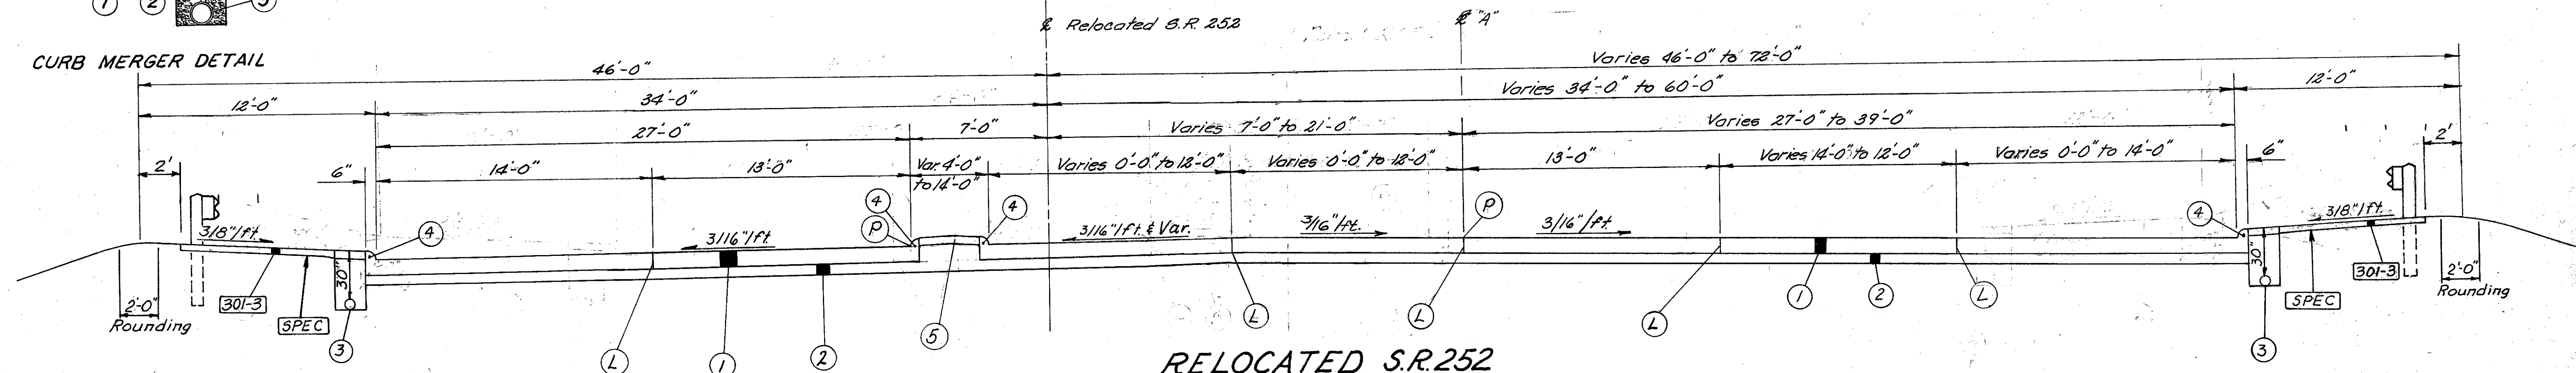 1 2 3
℄ Relocated S.R. 252
℄ "A"
CURB MERGER DETAIL
46'-0"
Varies 46'-0" to 72'-0"
12'-0"
34'-0"
Varies 34'-0" to 60'-0"
12'-0"
27'-0"
7'-0"
Varies 7'-0" to 21'-0"
Varies 27'-0" to 39'-0"
2'
6"
14'-0"
13'-0"
Var. 4'-0"
to 14'-0"
Varies 0'-0" to 12'-0"
Varies 0'-0" to 12'-0"
13'-0"
Varies 14'-0" to 12'-0"
Varies 0'-0" to 14'-0"
6"
2'
3/8"/ft.
4
3/16"/ft.
4
P
4
3/16"/ft. & Var.
3/16"/ft.
P
3/16"/ft.
4
3/8"/ft.
30"
30"
2'-0"
Rounding
301-3
SPEC
3
L
1
2
5
L
L
L
1
2
L
SPEC
3
301-3
2'-0"
Rounding
RELOCATED S.R. 252